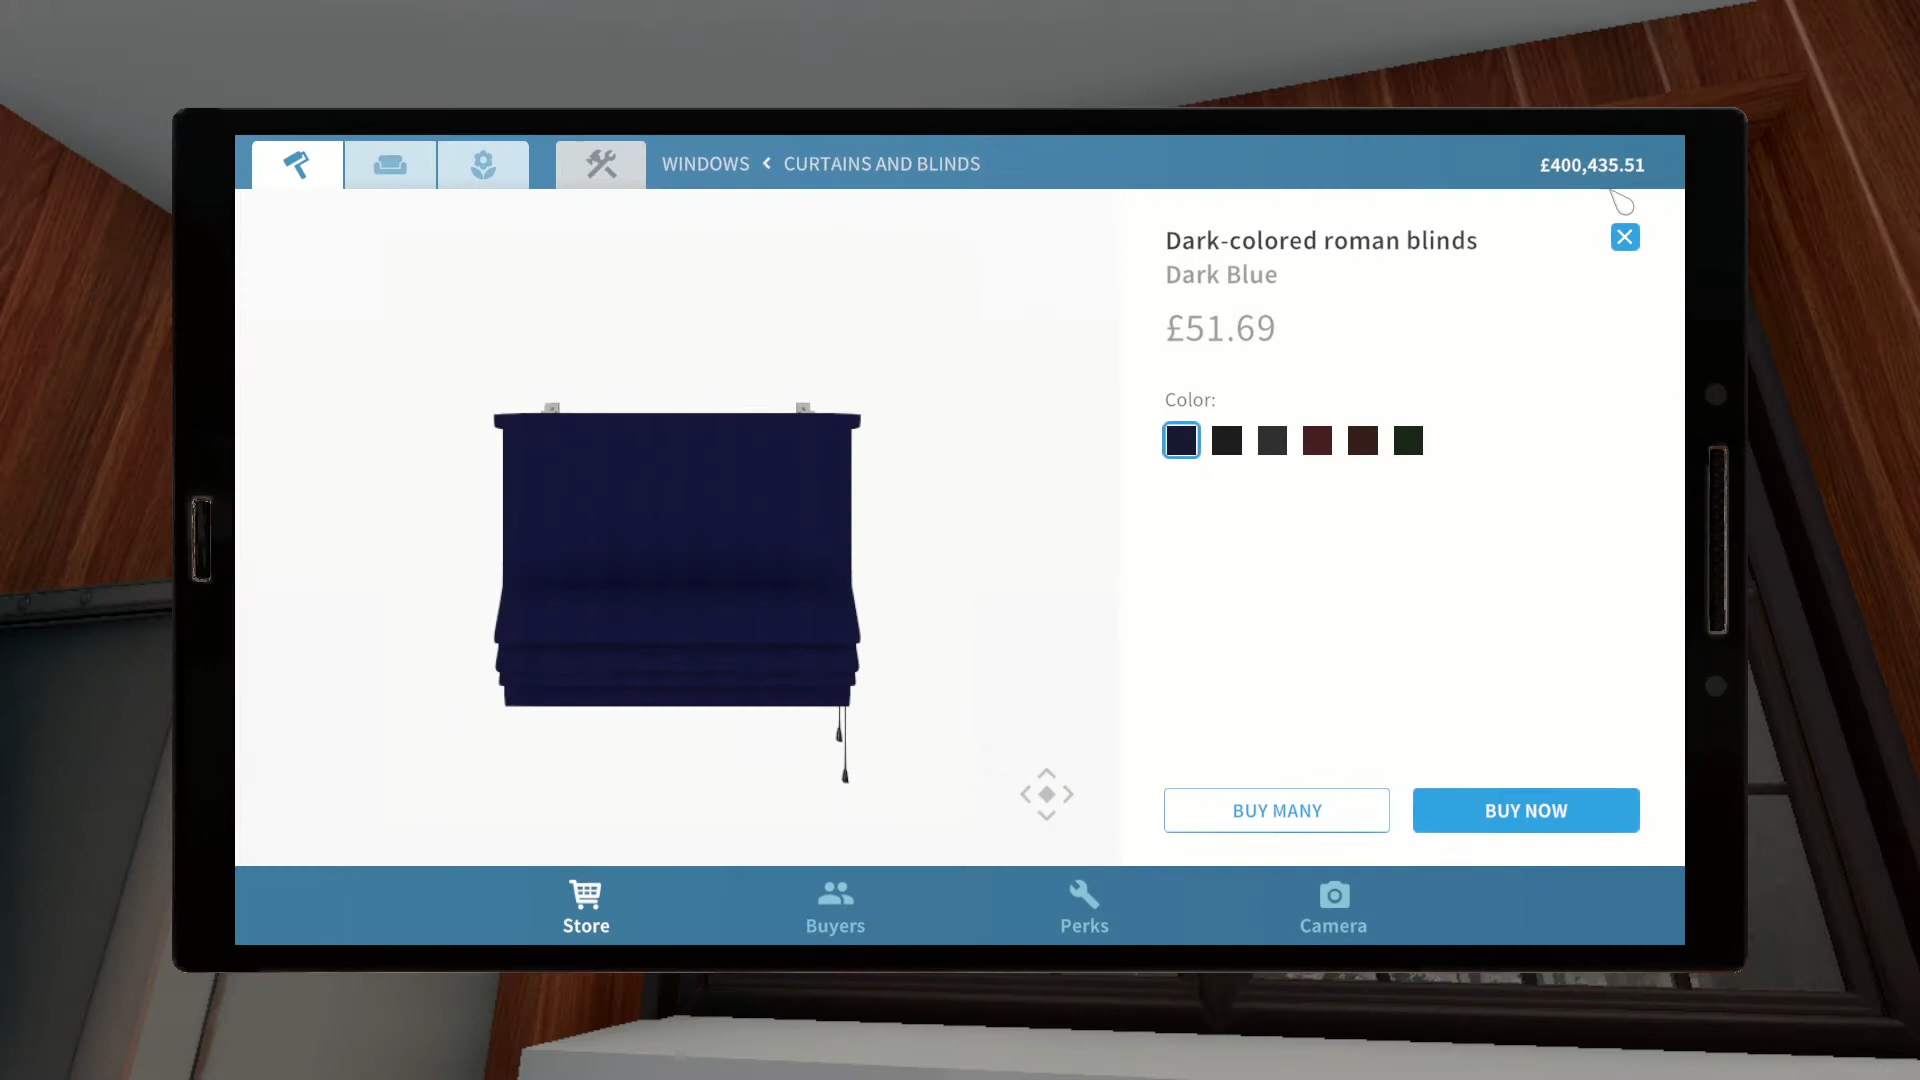 WINDOWS < CURTAINS AND BLINDS
£400,435.51
Dark-colored roman blinds
Dark Blue
£51.69
Color:
BUY MANY
BUY NOW
Store
Buyers
Perks
Camera